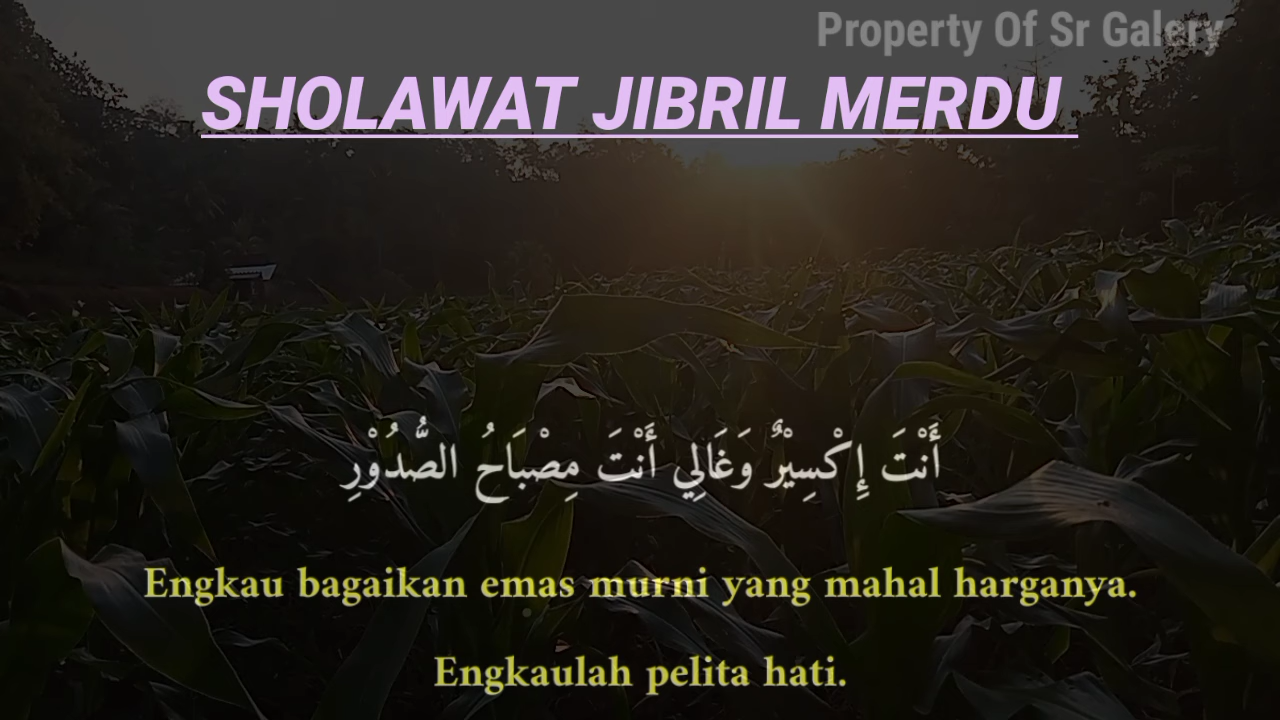 Property Of Sr Galery
SHOLAWAT JIBRIL MERDU
أَنْتَ إِكْسِيْرٌ وَغَالِي أَنْتَ مِصْبَاحُ الصُّدُوْرِ
Engkau bagaikan emas murni yang mahal harganya.
Engkaulah pelita hati.